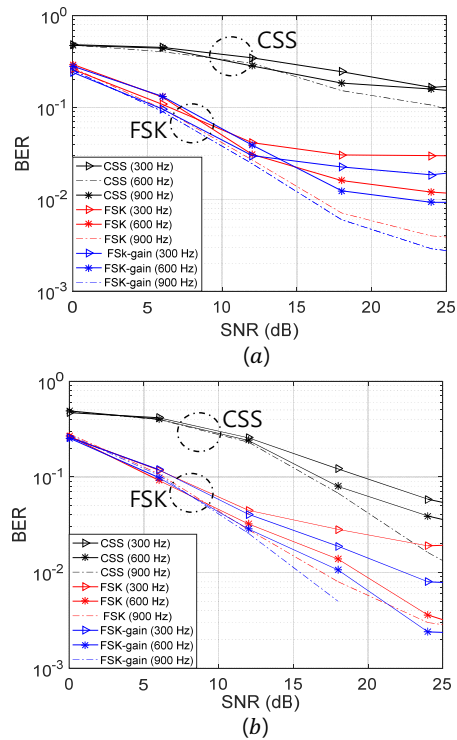 10^0
10^-1
10^-2
10^-3
BER
CSS
FSK
CSS (300 Hz)
CSS (600 Hz)
CSS (900 Hz)
FSK (300 Hz)
FSK (600 Hz)
FSK (900 Hz)
FSk-gain (300 Hz)
FSK-gain (600 Hz)
FSK-gain (900 Hz)
0 5 10 15 20 25
SNR (dB)
(a)
10^0
10^-1
10^-2
10^-3
BER
CSS
FSK
CSS (300 Hz)
CSS (600 Hz)
CSS (900 Hz)
FSK (300 Hz)
FSK (600 Hz)
FSK (900 Hz)
FSK-gain (300 Hz)
FSK-gain (600 Hz)
FSK-gain (900 Hz)
0 5 10 15 20 25
SNR (dB)
(b)